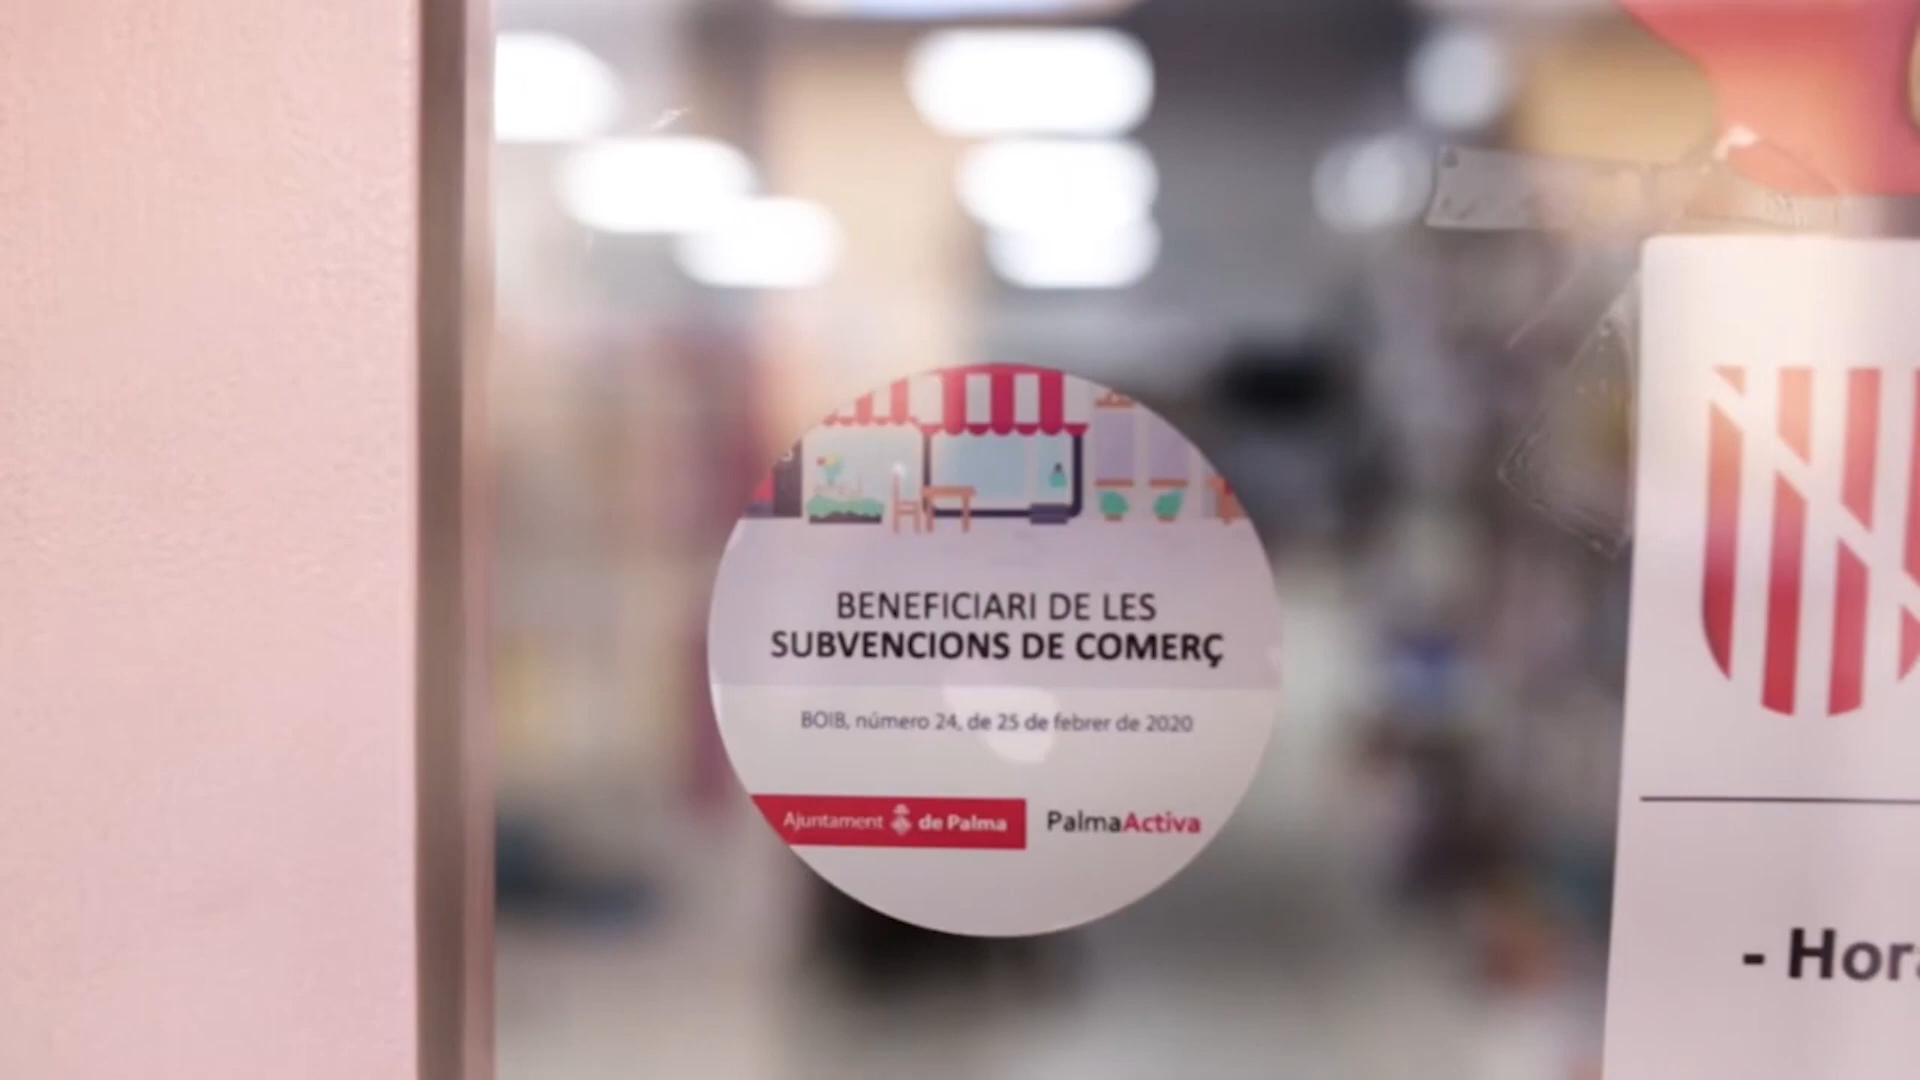 BENEFICIARI DE LES
SUBVENCIONS DE COMERÇ
BOIB, número 24, de 25 de febrer de 2020
Ajuntament de Palma
PalmaActiva
- Hor